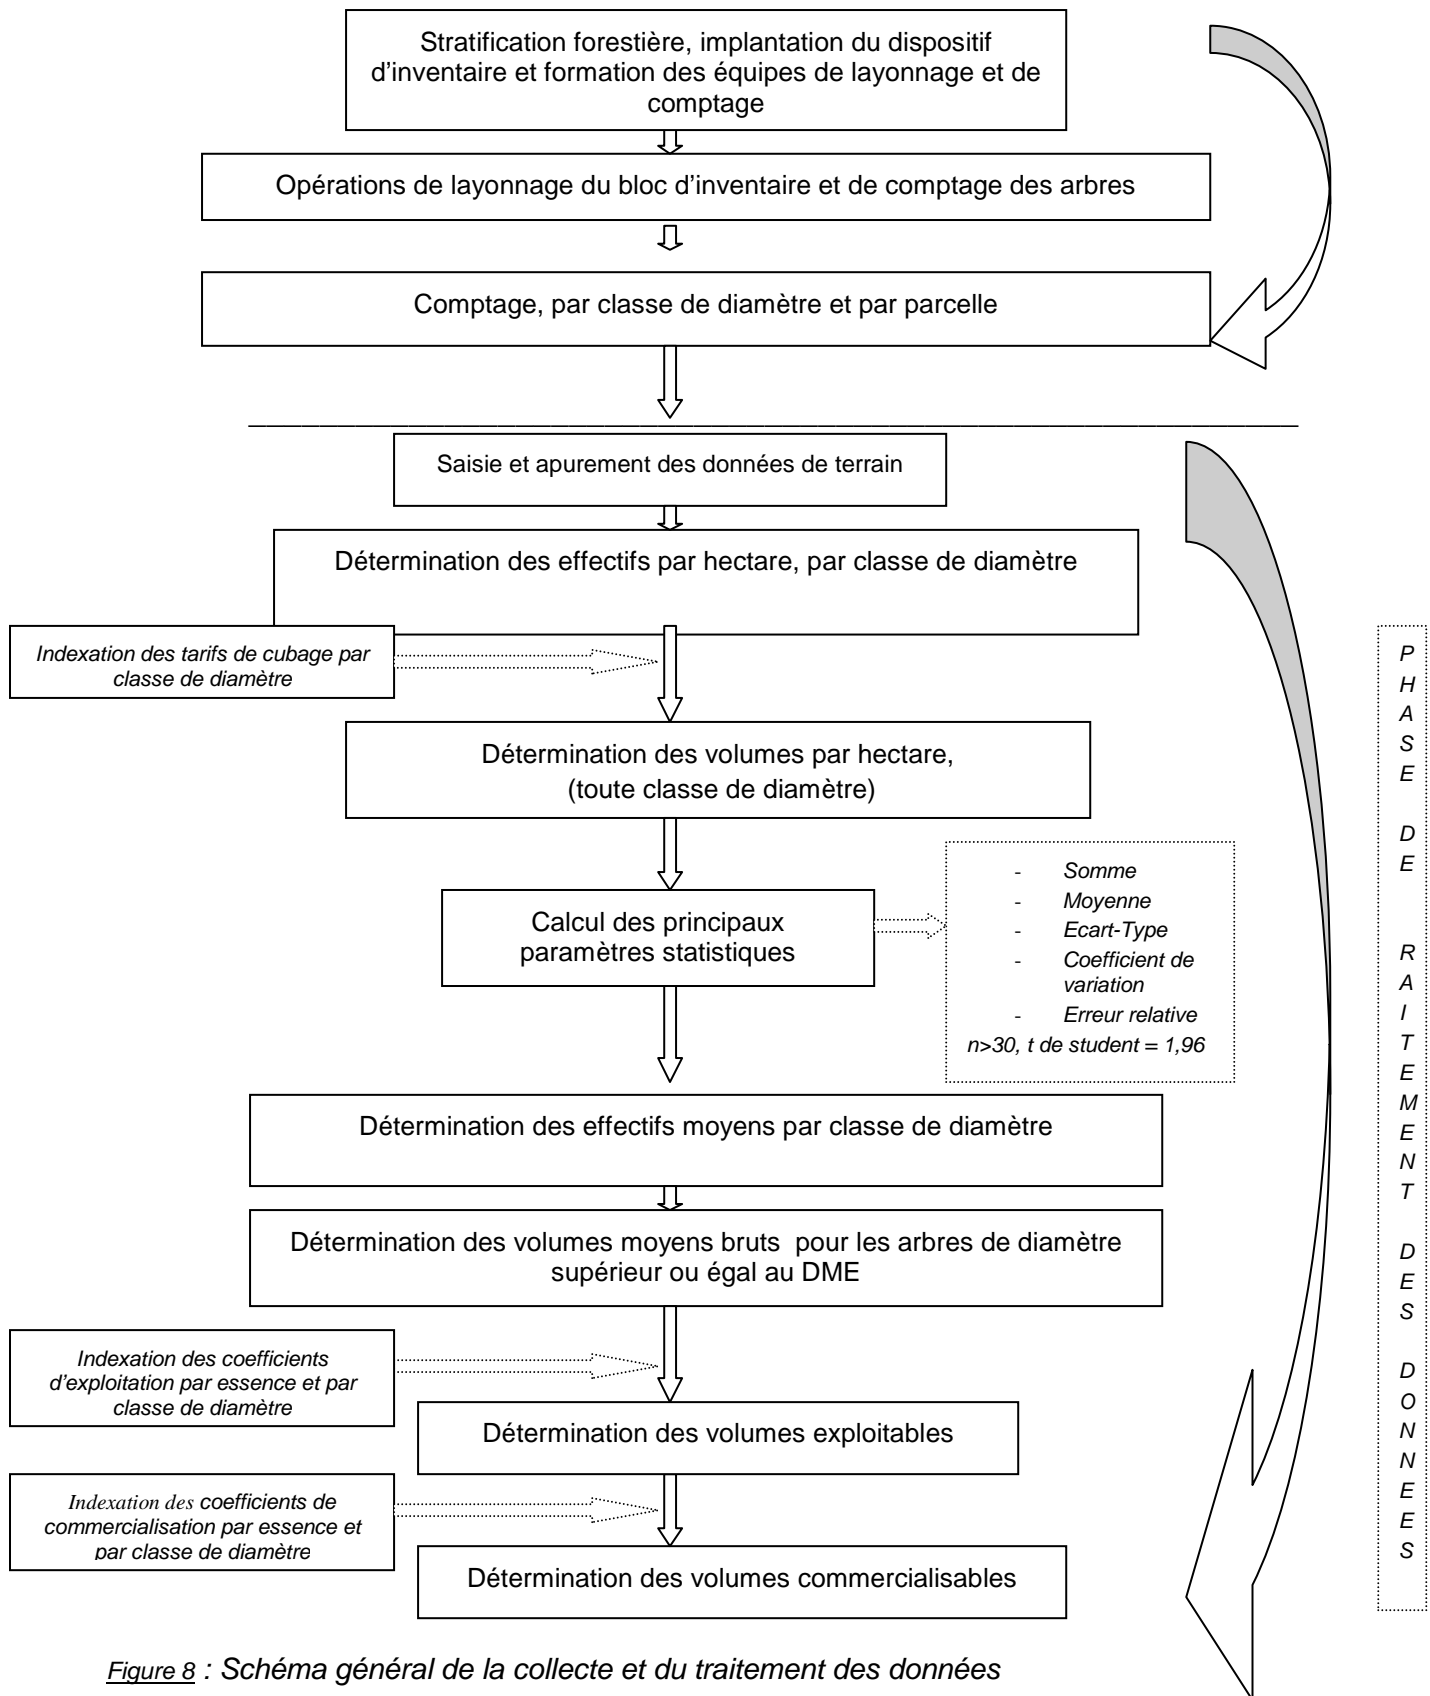 Stratification forestière, implantation du dispositif
d'inventaire et formation des équipes de layonnage et de
comptage
Opérations de layonnage du bloc d'inventaire et de comptage des arbres
Comptage, par classe de diamètre et par parcelle
Saisie et apurement des données de terrain
Détermination des effectifs par hectare, par classe de diamètre
Indexation des tarifs de cubage par
classe de diamètre
Détermination des volumes par hectare,
(toute classe de diamètre)
Calcul des principaux
paramètres statistiques
- Somme
- Moyenne
- Ecart-Type
- Coefficient de
variation
- Erreur relative
n>30, t de student = 1,96
Détermination des effectifs moyens par classe de diamètre
Détermination des volumes moyens bruts pour les arbres de diamètre
supérieur ou égal au DME
Indexation des coefficients
d'exploitation par essence et par
classe de diamètre
Détermination des volumes exploitables
Indexation des coefficients de
commercialisation par essence et
par classe de diamètre
Détermination des volumes commercialisables
PHASE DE RAITEMENT DES DONNEES
Figure 8 : Schéma général de la collecte et du traitement des données